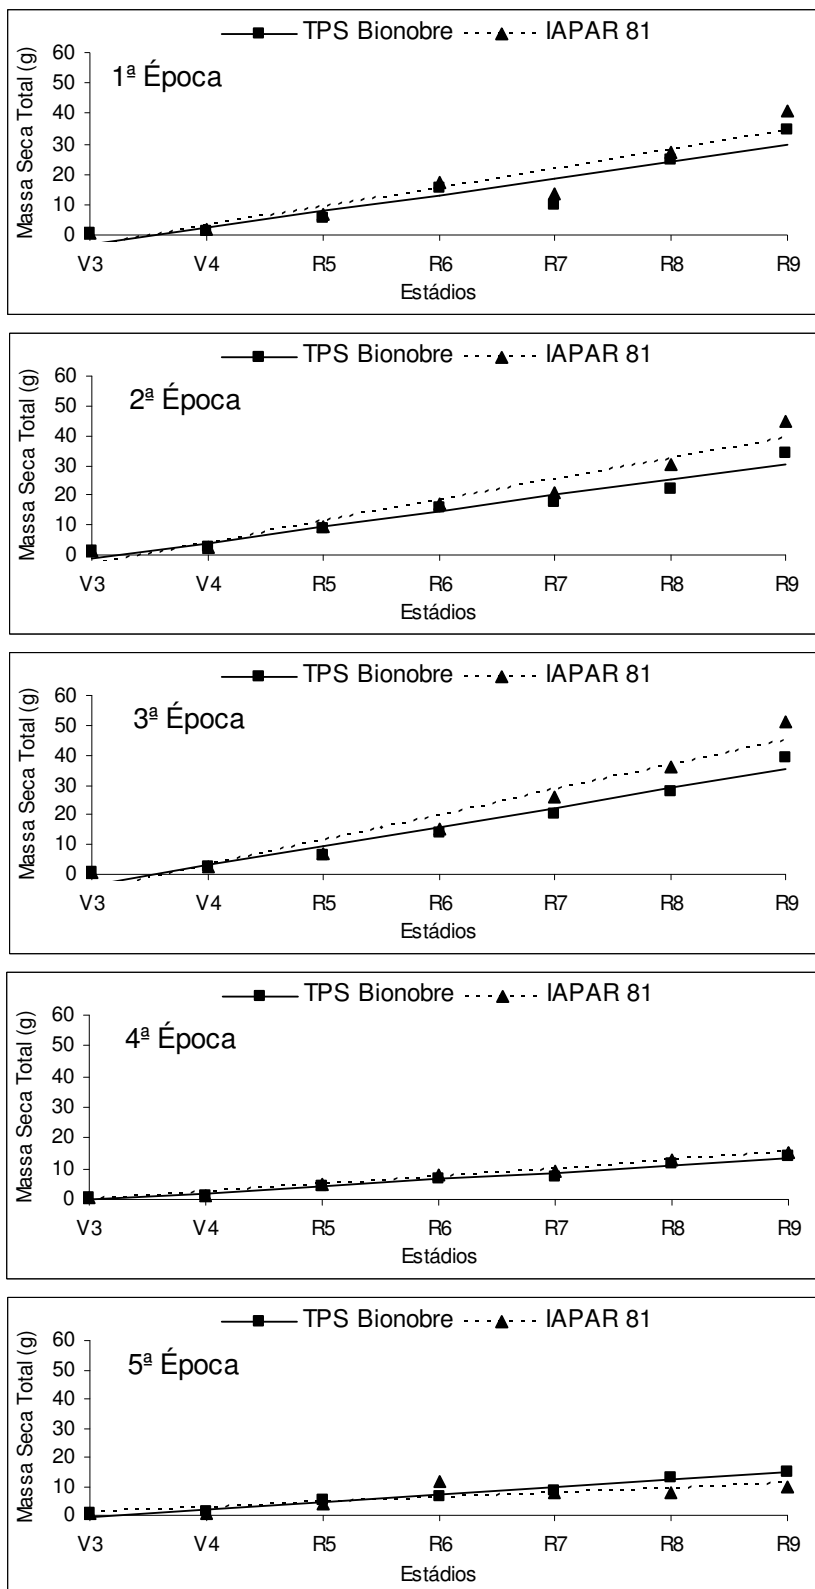 TPS Bionobre IAPAR 81
1ª Época
Massa Seca Total (g)
60
50
40
30
20
10
0
V3 V4 R5 R6 R7 R8 R9
Estádios
TPS Bionobre IAPAR 81
2ª Época
Massa Seca Total (g)
60
50
40
30
20
10
0
V3 V4 R5 R6 R7 R8 R9
Estádios
TPS Bionobre IAPAR 81
3ª Época
Massa Seca Total (g)
60
50
40
30
20
10
0
V3 V4 R5 R6 R7 R8 R9
Estádios
TPS Bionobre IAPAR 81
4ª Época
Massa Seca Total (g)
60
50
40
30
20
10
0
V3 V4 R5 R6 R7 R8 R9
Estádios
TPS Bionobre IAPAR 81
5ª Época
Massa Seca Total (g)
60
50
40
30
20
10
0
V3 V4 R5 R6 R7 R8 R9
Estádios